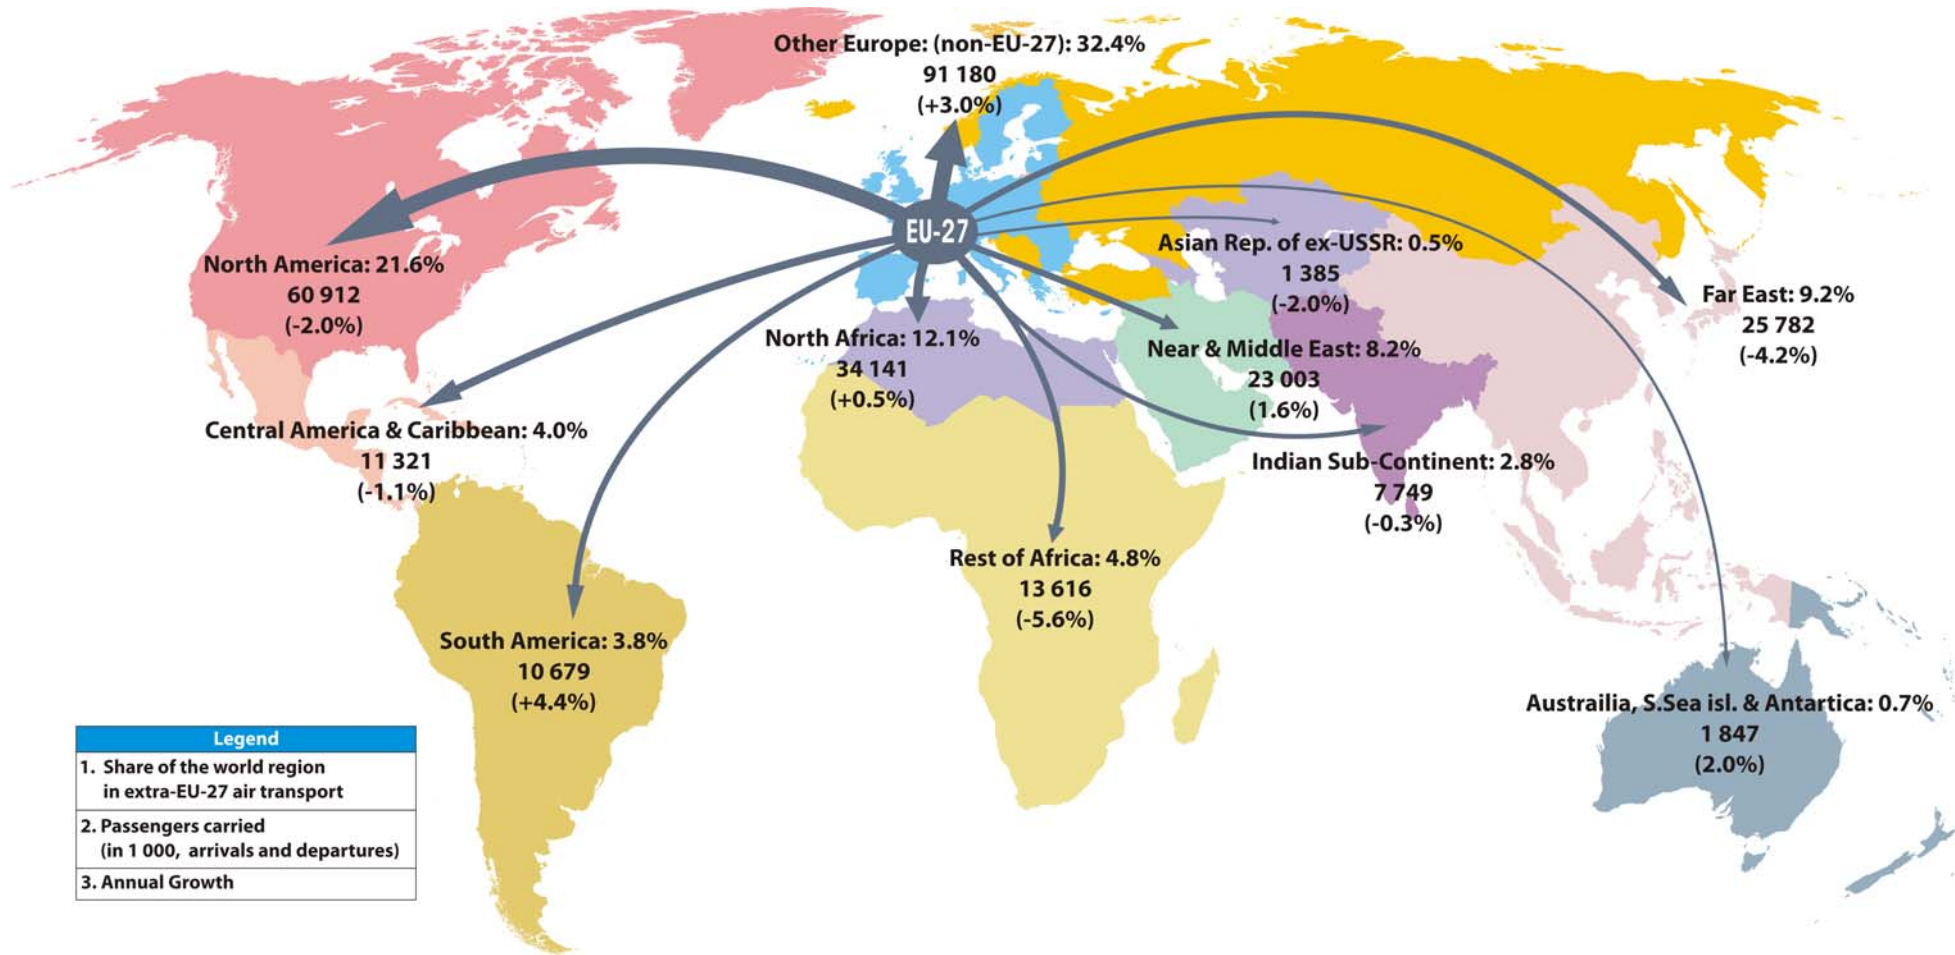 Other Europe: (non-EU-27): 32.4%
91 180
(+3.0%)
EU-27
North America: 21.6%
60 912
(-2.0%)
Asian Rep. of ex-USSR: 0.5%
1 385
(-2.0%)
Far East: 9.2%
25 782
(-4.2%)
North Africa: 12.1%
34 141
(+0.5%)
Near & Middle East: 8.2%
23 003
(1.6%)
Central America & Caribbean: 4.0%
11 321
(-1.1%)
Indian Sub-Continent: 2.8%
7 749
(-0.3%)
Rest of Africa: 4.8%
13 616
(-5.6%)
South America: 3.8%
10 679
(+4.4%)
Austrailia, S.Sea isl. & Antartica: 0.7%
1 847
(2.0%)
Legend
1. Share of the world region
in extra-EU-27 air transport
2. Passengers carried
(in 1 000, arrivals and departures)
3. Annual Growth